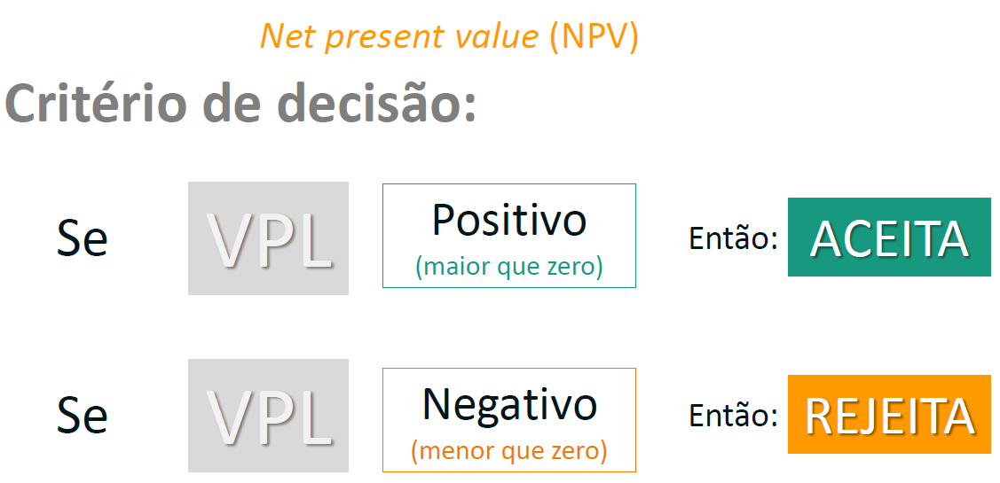 Net present value (NPV)
Critério de decisão:
Se VPL Positivo (maior que zero) Então: ACEITA
Se VPL Negativo (menor que zero) Então: REJEITA